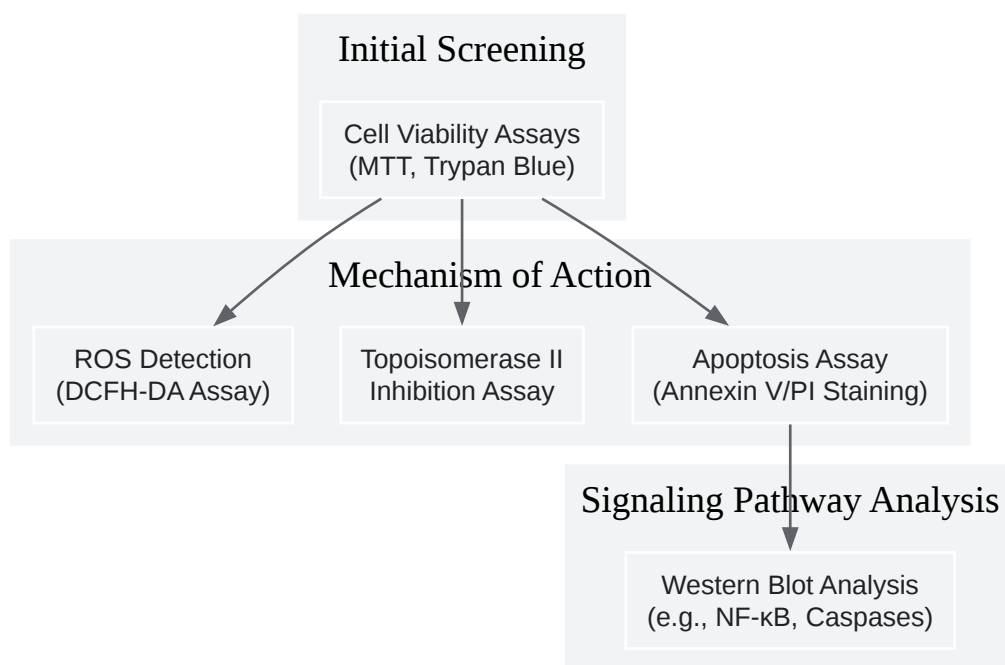 Initial Screening
Cell Viability Assays
(MTT, Trypan Blue)
Mechanism of Action
ROS Detection
(DCFH-DA Assay)
Topoisomerase II
Inhibition Assay
Apoptosis Assay
(Annexin V/PI Staining)
Signaling Pathway Analysis
Western Blot Analysis
(e.g., NF-κB, Caspases)